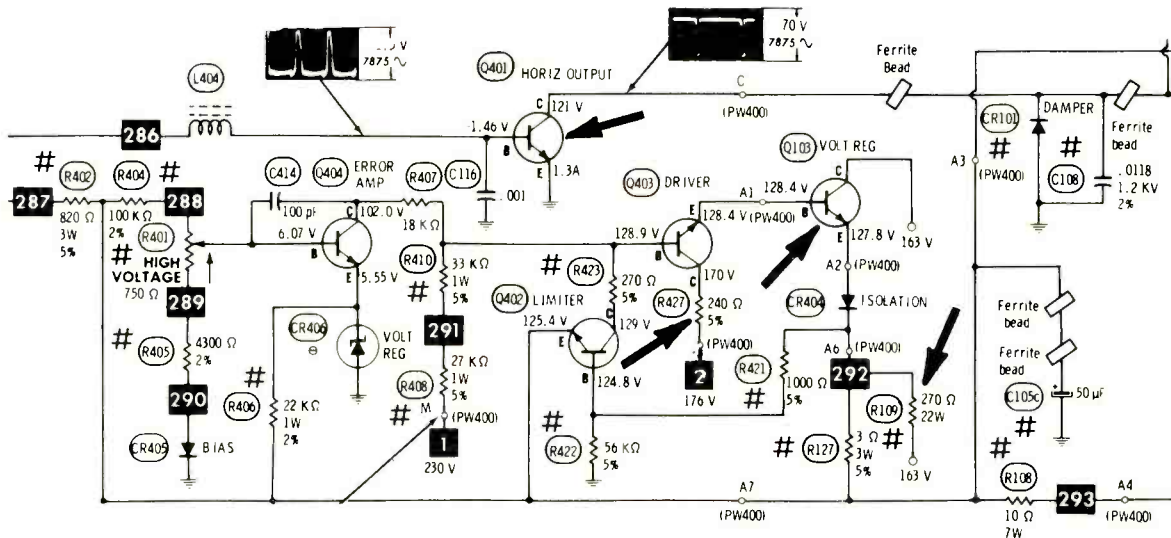 70 V
7875 ∿
V
7875 ∿
L404
Q401
HORIZ OUTPUT
C
121 V
1.46 V
B
E
1.3A
C
(PW400)
Ferrite
Bead
CR101
#
DAMPER
#
C108
Ferrite
bead
.0118
1.2 KV
2%
A3
(PW400)
286
287
#
R402
820 Ω
3W
5%
R404
100 KΩ
2%
#
288
R401
HIGH
VOLTAGE
750 Ω
289
R405
4300 Ω
2%
290
CR405
BIAS
C414
100 pF
Q404
ERROR
AMP
C
102.0 V
6.07 V
B
E
5.55 V
R407
18 KΩ
C116
.001
R410
#
33 KΩ
1W
5%
291
27 KΩ
1W
5%
R408
#
M
(PW400)
1
230 V
CR406
⊖
VOLT
REG
#
R406
22 KΩ
1W
2%
Q403
DRIVER
E
128.4 V
128.9 V
B
C
170 V
A1
(PW400)
Q103
VOLT REG
C
128.4 V
B
E
127.8 V
163 V
A2
(PW400)
#
R423
270 Ω
5%
Q402
LIMITER
C
125.4 V
129 V
E
B
124.8 V
R427
240 Ω
5%
(PW400)
2
176 V
CR404
ISOLATION
A6
(PW400)
292
R421
#
1000 Ω
5%
270 Ω
22W
R109
#
163 V
#
R422
56 KΩ
5%
#
R127
3 Ω
3W
5%
Ferrite
bead
Ferrite
bead
C105c
#
50 µF
#
R108
10 Ω
7W
293
A4
(PW400)
A7
(PW400)